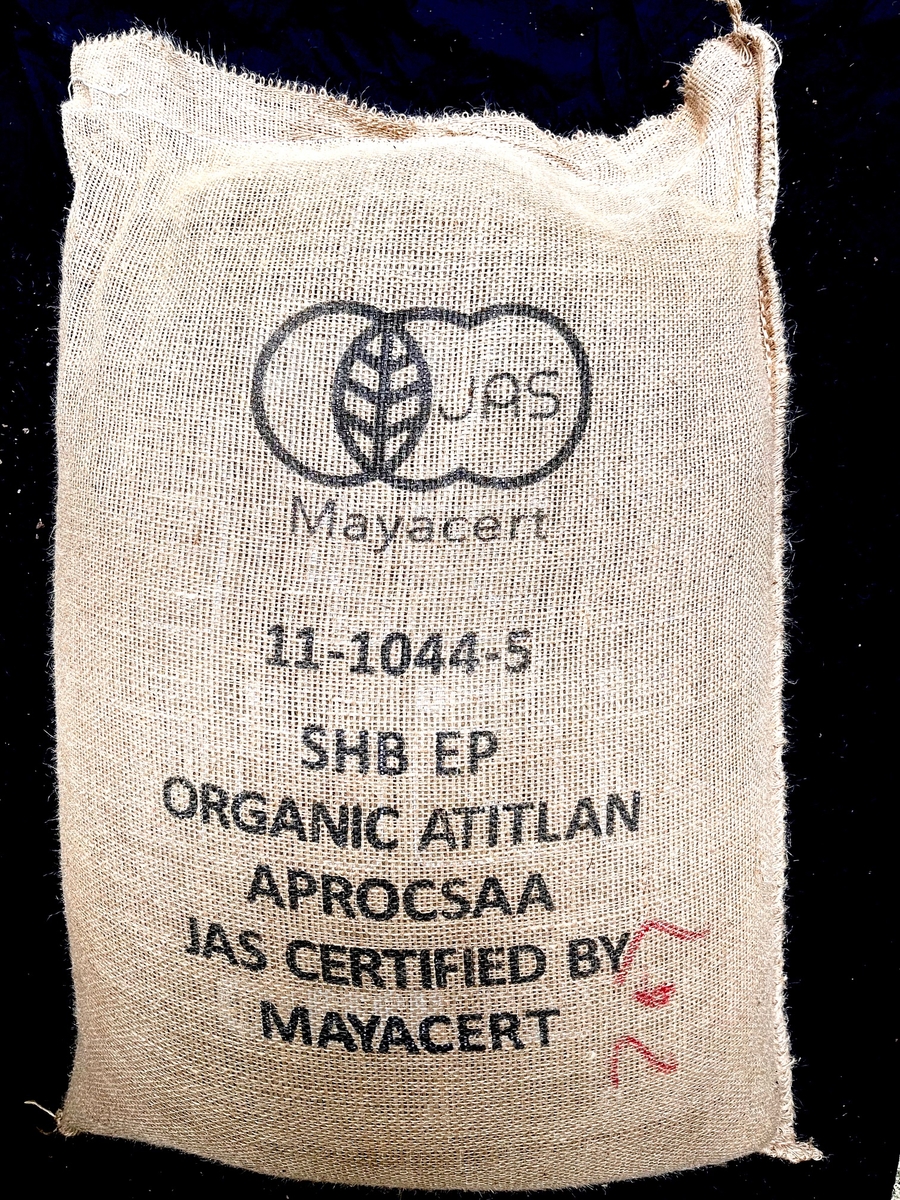 JAS
Mayacert
11-1044-5
SHB EP
ORGANIC ATITLAN
APROCSAA
JAS CERTIFIED BY
MAYACERT